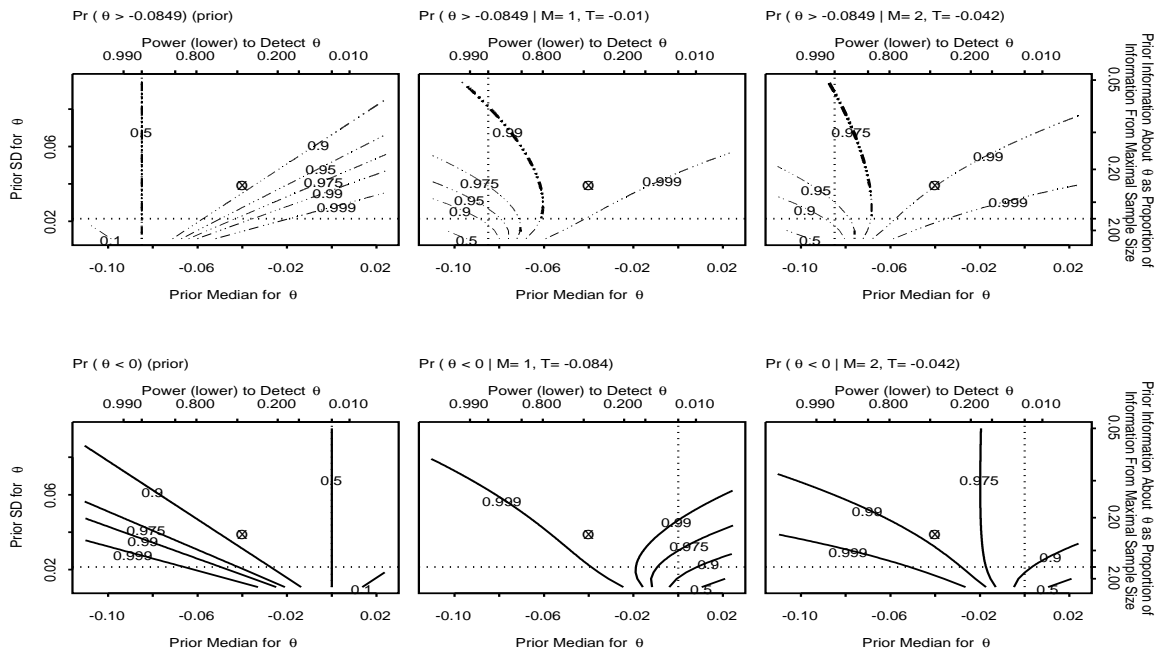 Pr ( θ > -0.0849) (prior)
Power (lower) to Detect θ
0.990 0.800 0.200 0.010
Prior SD for θ
0.06
0.02
0.5
0.9
0.95
0.975
0.99
0.999
0.1
-0.10 -0.06 -0.02 0.02
Prior Median for θ
Pr ( θ > -0.0849 | M= 1, T= -0.01)
Power (lower) to Detect θ
0.990 0.800 0.200 0.010
0.99
0.975
0.95
0.9
0.5
0.999
-0.10 -0.06 -0.02 0.02
Prior Median for θ
Pr ( θ > -0.0849 | M= 2, T= -0.042)
Power (lower) to Detect θ
0.990 0.800 0.200 0.010
0.975
0.99
0.95
0.9
0.999
0.5
-0.10 -0.06 -0.02 0.02
Prior Median for θ
0.05
0.20
2.00
Prior Information About θ as Proportion of
Information From Maximal Sample Size
Pr ( θ < 0) (prior)
Power (lower) to Detect θ
0.990 0.800 0.200 0.010
Prior SD for θ
0.06
0.02
0.9
0.5
0.975
0.99
0.999
0.1
-0.10 -0.06 -0.02 0.02
Prior Median for θ
Pr ( θ < 0 | M= 1, T= -0.084)
Power (lower) to Detect θ
0.990 0.800 0.200 0.010
0.999
0.99
0.975
0.9
0.5
-0.10 -0.06 -0.02 0.02
Prior Median for θ
Pr ( θ < 0 | M= 2, T= -0.042)
Power (lower) to Detect θ
0.990 0.800 0.200 0.010
0.975
0.99
0.999
0.9
0.5
-0.10 -0.06 -0.02 0.02
Prior Median for θ
0.05
0.20
2.00
Prior Information About θ as Proportion of
Information From Maximal Sample Size